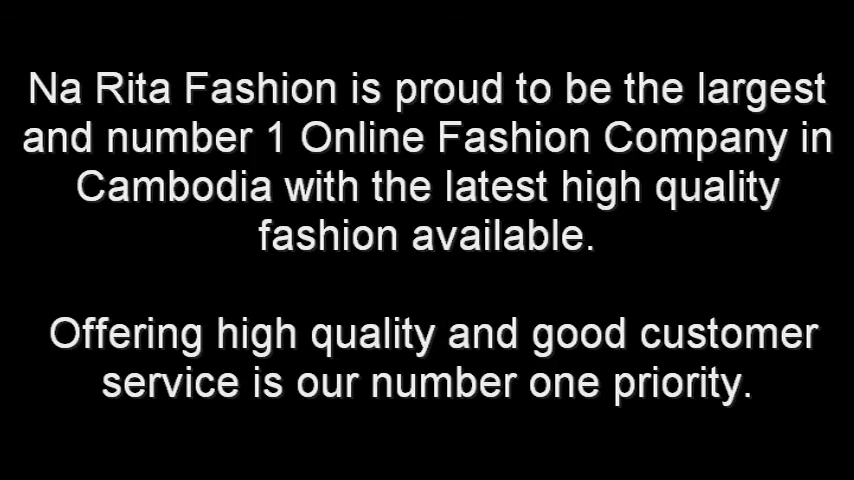 Na Rita Fashion is proud to be the largest
and number 1 Online Fashion Company in
Cambodia with the latest high quality
fashion available.
Offering high quality and good customer
service is our number one priority.